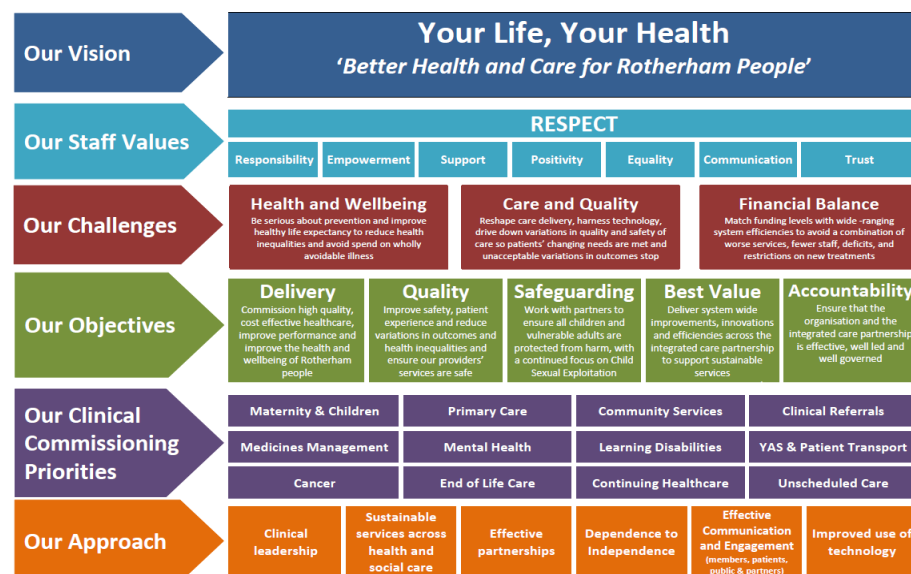 Our Vision
Your Life, Your Health
‘Better Health and Care for Rotherham People’
Our Staff Values
RESPECT
Responsibility
Empowerment
Support
Positivity
Equality
Communication
Trust
Our Challenges
Health and Wellbeing
Be serious about prevention and improve
healthy life expectancy to reduce health
inequalities and avoid spend on wholly
avoidable illness
Care and Quality
Reshape care delivery, harness technology,
drive down variations in quality and safety of
care so patients’ changing needs are met and
unacceptable variations in outcomes stop
Financial Balance
Match funding levels with wide -ranging
system efficiencies to avoid a combination of
worse services, fewer staff, deficits, and
restrictions on new treatments
Our Objectives
Delivery
Commission high quality,
cost effective healthcare,
improve performance and
improve the health and
wellbeing of Rotherham
people
Quality
Improve safety, patient
experience and reduce
variations in outcomes and
health inequalities and
ensure our providers’
services are safe
Safeguarding
Work with partners to
ensure all children and
vulnerable adults are
protected from harm, with
a continued focus on Child
Sexual Exploitation
Best Value
Deliver system wide
improvements, innovations
and efficiencies across the
integrated care partnership
to support sustainable
services
Accountability
Ensure that the
organisation and the
integrated care partnership
is effective, well led and
well governed
Our Clinical
Commissioning
Priorities
Maternity & Children
Primary Care
Community Services
Clinical Referrals
Medicines Management
Mental Health
Learning Disabilities
YAS & Patient Transport
Cancer
End of Life Care
Continuing Healthcare
Unscheduled Care
Our Approach
Clinical
leadership
Sustainable
services across
health and
social care
Effective
partnerships
Dependence to
Independence
Effective
Communication
and Engagement
(members, patients,
public & partners)
Improved use of
technology